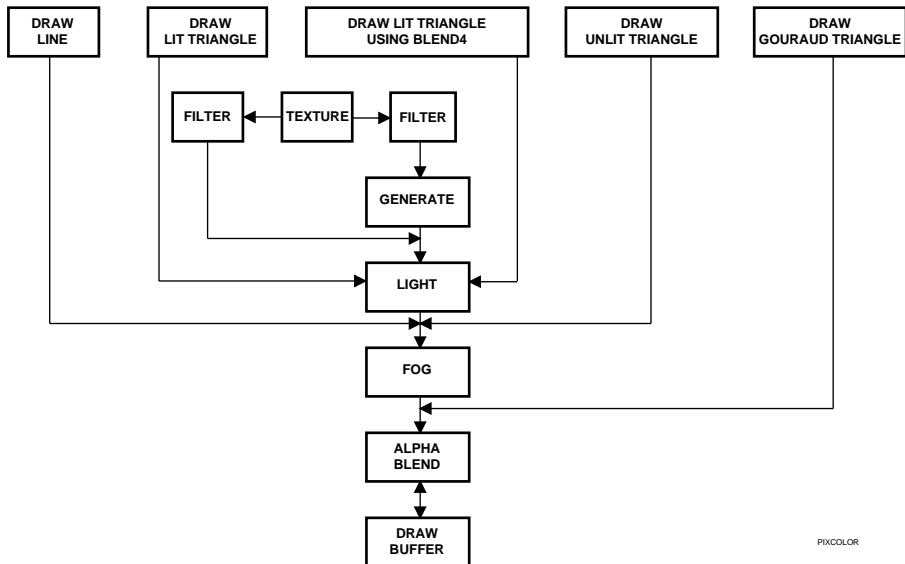 DRAW
LINE
DRAW
LIT TRIANGLE
DRAW LIT TRIANGLE
USING BLEND4
DRAW
UNLIT TRIANGLE
DRAW
GOURAUD TRIANGLE
FILTER
TEXTURE
FILTER
GENERATE
LIGHT
FOG
ALPHA
BLEND
DRAW
BUFFER
PIXCOLOR